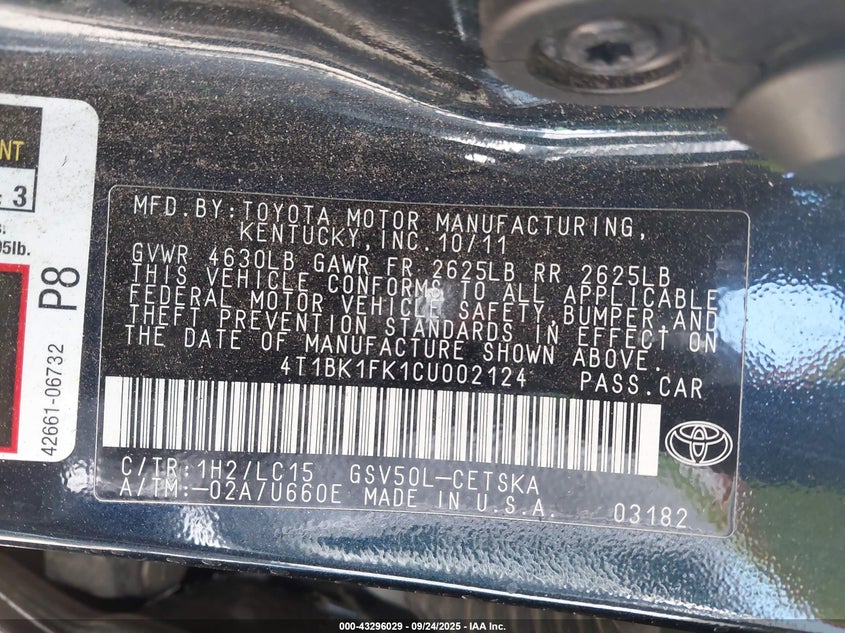 NT
: 3
s.
95lb.
P8
42661-06732
MFD.BY:TOYOTA MOTOR MANUFACTURING,
KENTUCKY,INC.10/11
GVWR 4630LB GAWR FR 2625LB RR 2625LB
THIS VEHICLE CONFORMS TO ALL APPLICABLE
FEDERAL MOTOR VEHICLE SAFETY,BUMPER,AND
THEFT PREVENTION STANDARDS IN EFFECT ON
THE DATE OF MANUFACTURE SHOWN ABOVE.
4T1BK1FK1CU002124 PASS.CAR
C/TR:1H2/LC15 GSV50L-CETSKA
A/TM:-02A/U660E MADE IN U.S.A. 03182
000-43296029 - 09/24/2025 - IAA Inc.